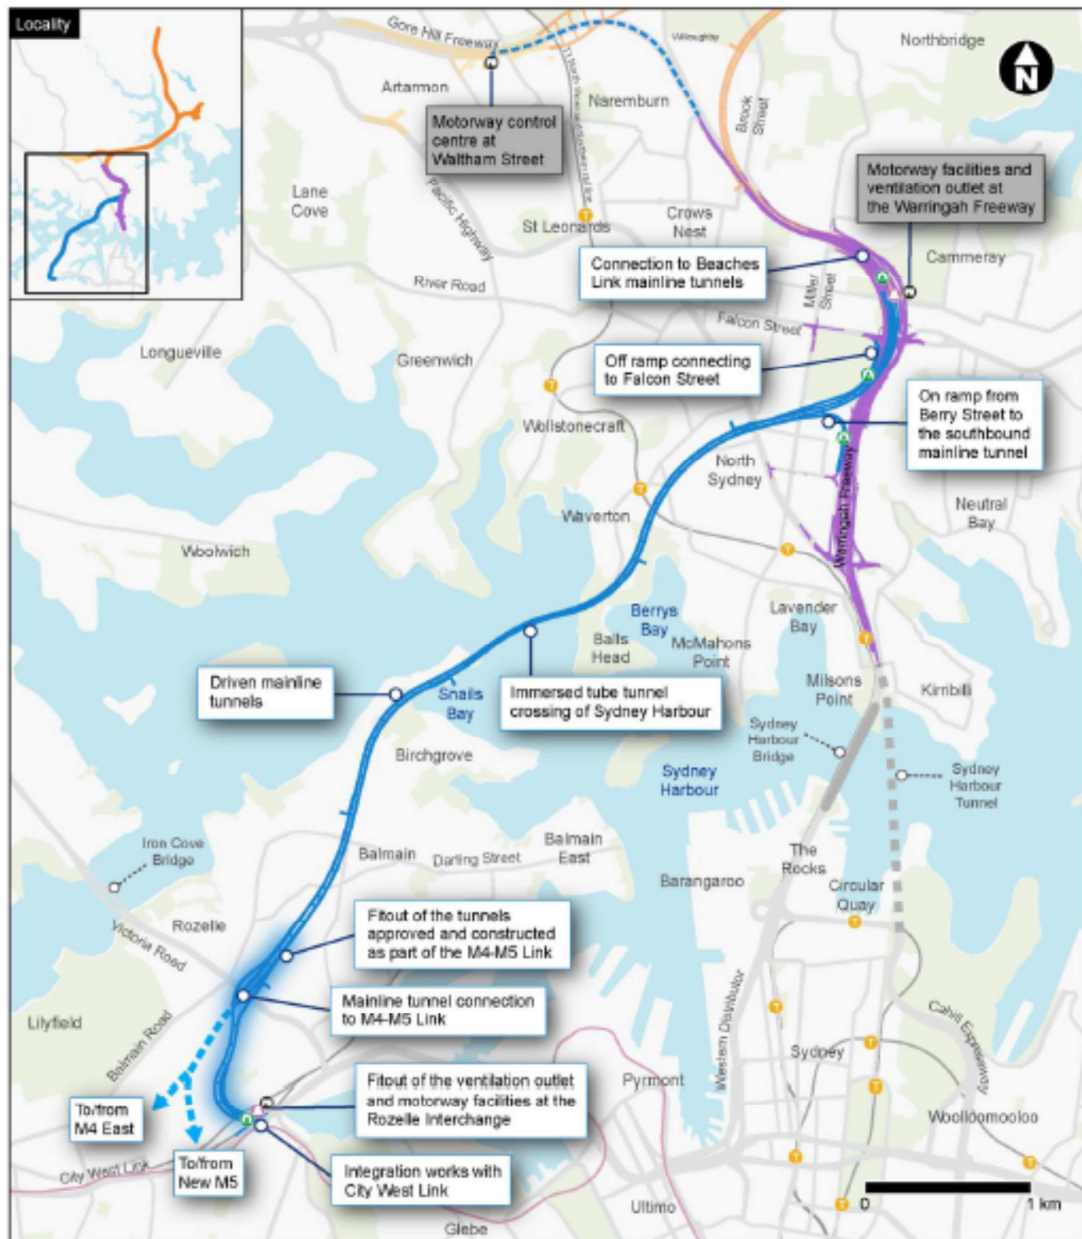 Locality
Gore Hill Freeway
Willoughby
Northbridge
N
Artarmon
Naremburn
Brook
Street
Motorway control
centre at
Waltham Street
Motorway facilities and
ventilation outlet at
the Warringah Freeway
Lane
Cove
Pacific Highway
St Leonards
Crows
Nest
Connection to Beaches
Link mainline tunnels
Cammeray
River Road
Miller
Street
Falcon Street
Longueville
Greenwich
Off ramp connecting
to Falcon Street
On ramp from
Berry Street to
the southbound
mainline tunnel
Wollstonecraft
North
Sydney
Warringah Freeway
Neutral
Bay
Waverton
Woolwich
Berrys
Bay
Lavender
Bay
Balls
Head
McMahons
Point
Driven mainline
tunnels
Snails
Bay
Immersed tube tunnel
crossing of Sydney Harbour
Milsons
Point
Kirribilli
Birchgrove
Sydney
Harbour
Bridge
Sydney
Harbour
Sydney
Harbour
Tunnel
Iron Cove
Bridge
Balmain
Darling Street
Balmain
East
The
Rocks
Barangaroo
Circular
Quay
Victoria Road
Rozelle
Fitout of the tunnels
approved and constructed
as part of the M4-M5 Link
Mainline tunnel connection
to M4-M5 Link
Lilyfield
Balmain Road
Western Distributor
Sydney
Cahill Expressway
Fitout of the ventilation outlet
and motorway facilities at the
Rozelle Interchange
Pyrmont
To/from
M4 East
Woolloomooloo
City West Link
To/from
New M5
Integration works with
City West Link
Ultimo
Glebe
0 1 km